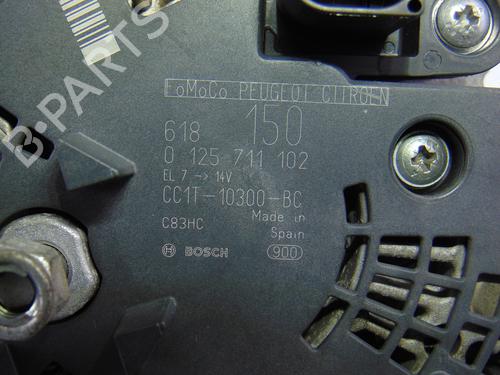 FoMoCo PEUGEOT CITROEN
618 150
0 125 711 102
EL 7 → 14V
CC1T-10300-BC
C83HC Made in
Spain
BOSCH 900
B-PARTS